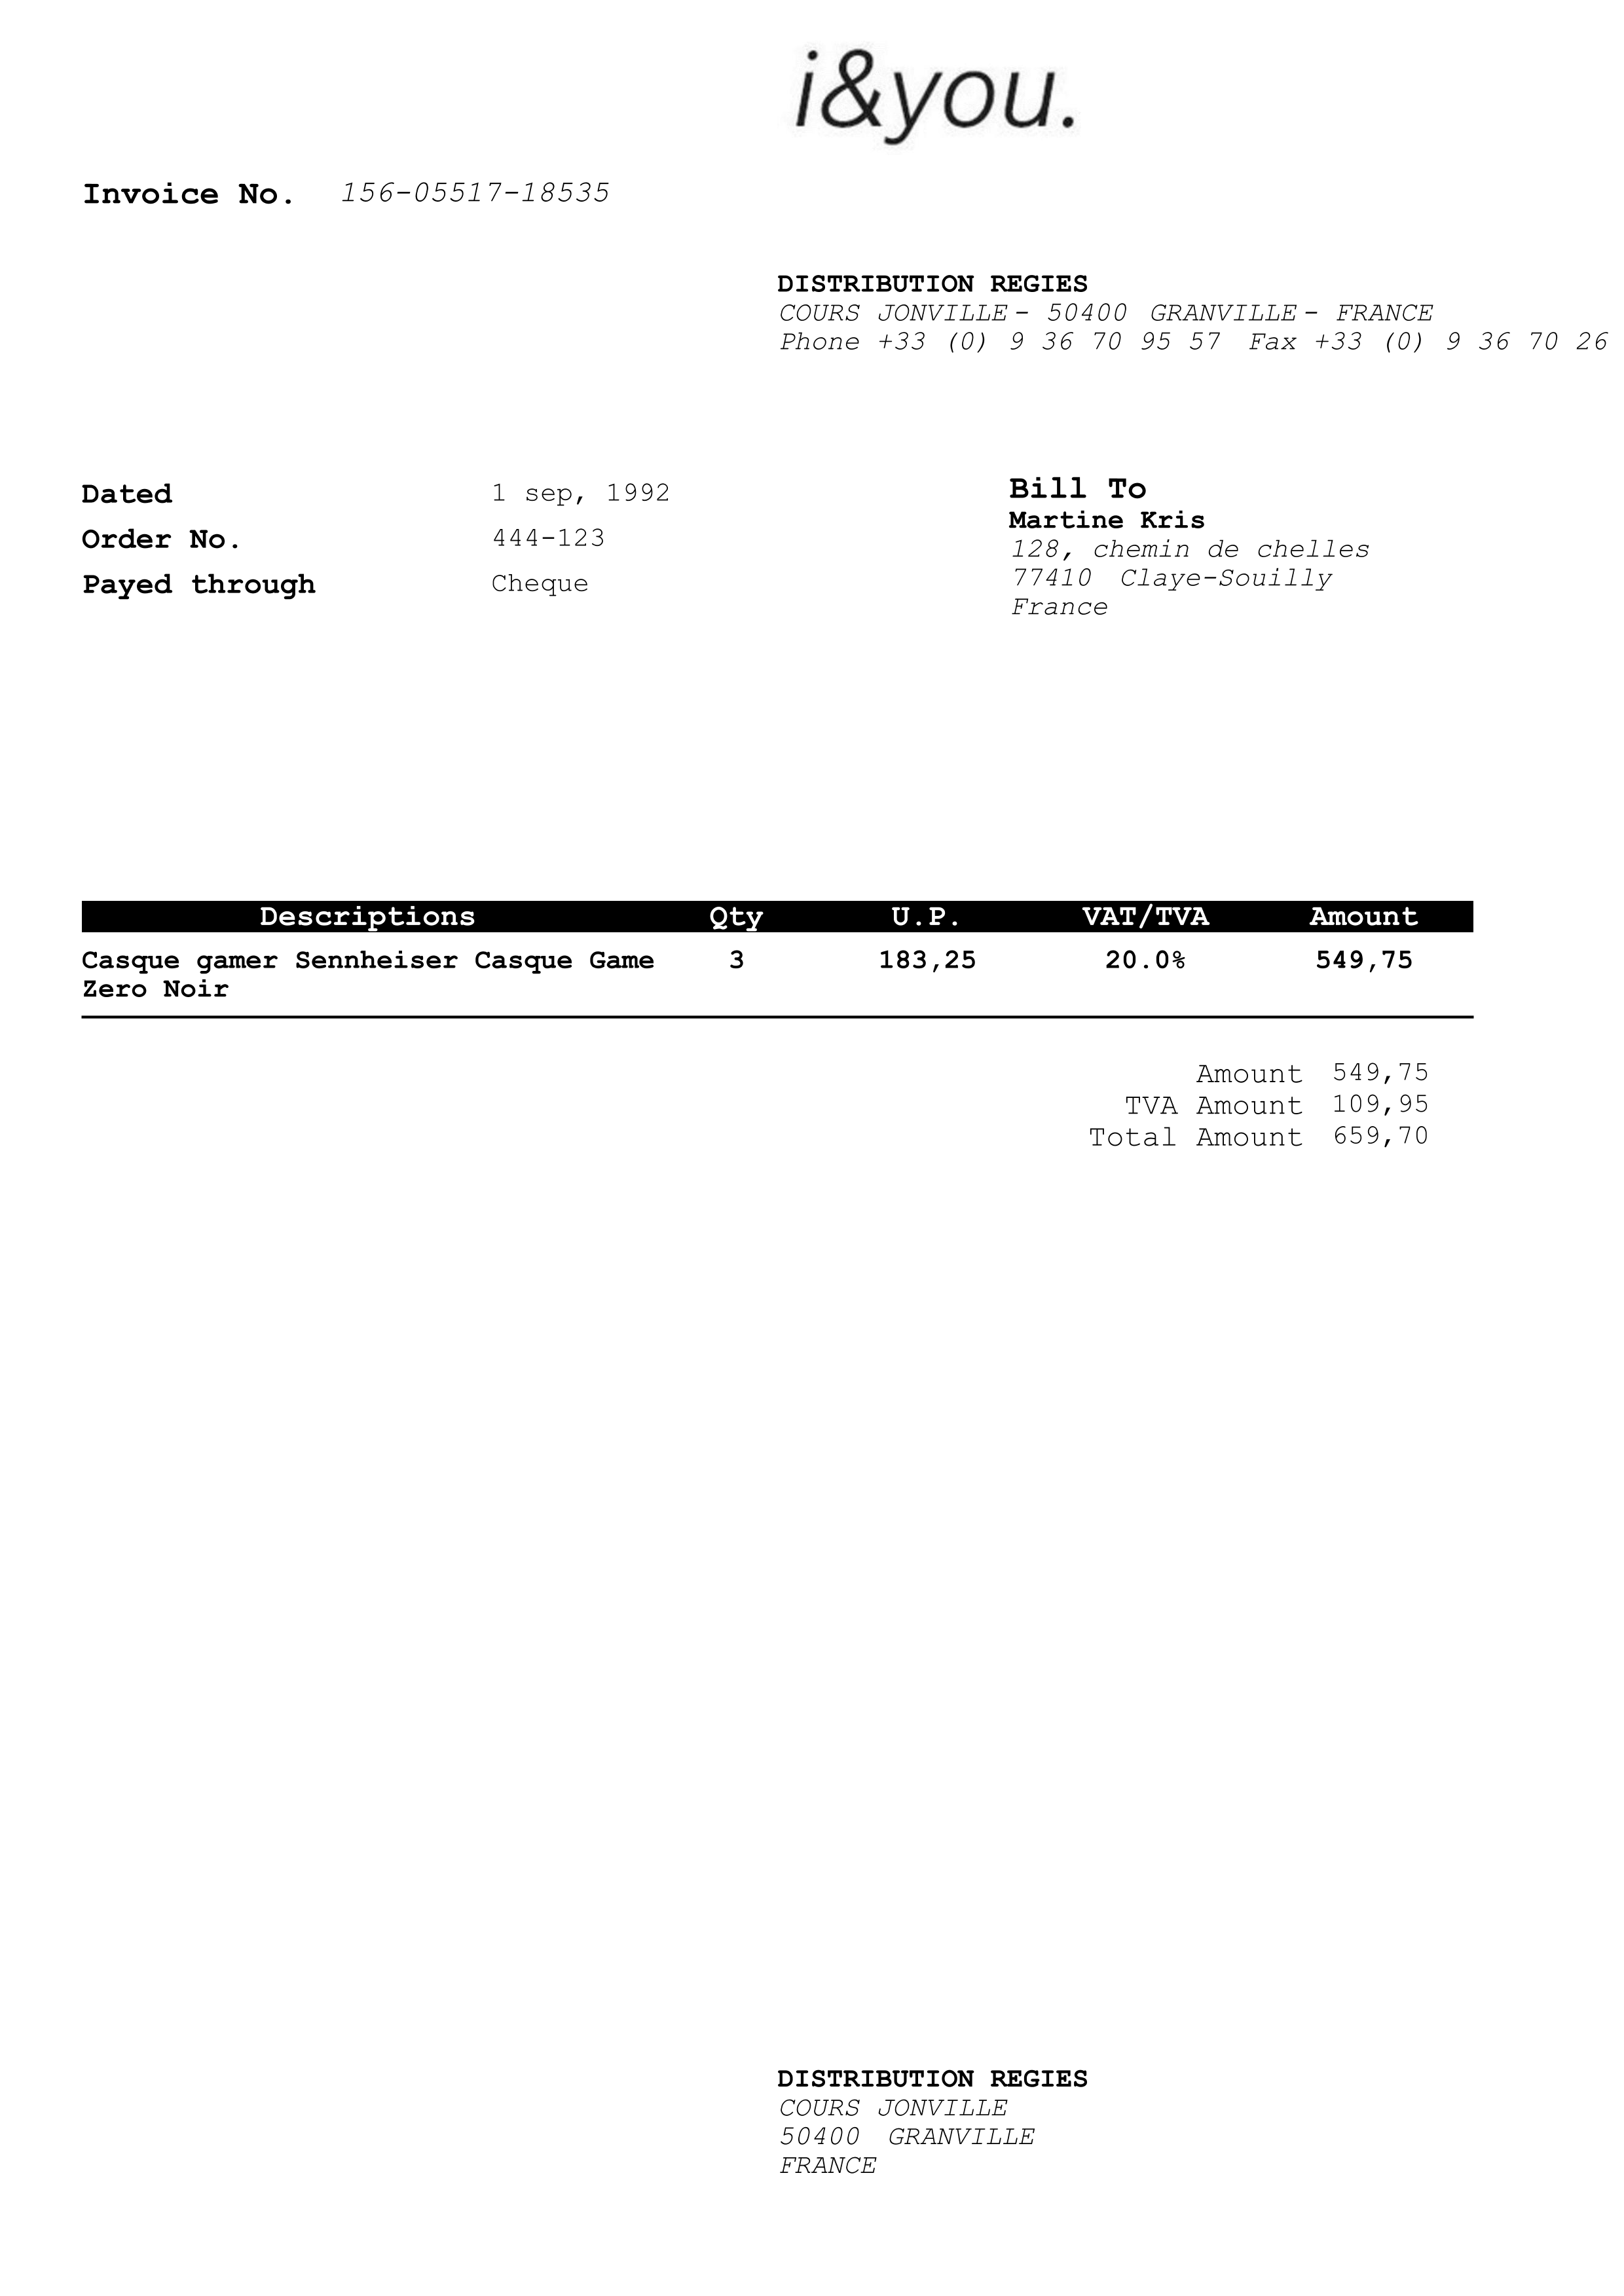 i&you.
Invoice No. 156-05517-18535
DISTRIBUTION REGIES
COURS JONVILLE - 50400 GRANVILLE - FRANCE
Phone +33 (0) 9 36 70 95 57 Fax +33 (0) 9 36 70 26
Dated 1 sep, 1992
Order No. 444-123
Payed through Cheque
Bill To
Martine Kris
128, chemin de chelles
77410 Claye-Souilly
France
Descriptions Qty U.P. VAT/TVA Amount
Casque gamer Sennheiser Casque Game 3 183,25 20.0% 549,75
Zero Noir
Amount 549,75
TVA Amount 109,95
Total Amount 659,70
DISTRIBUTION REGIES
COURS JONVILLE
50400 GRANVILLE
FRANCE